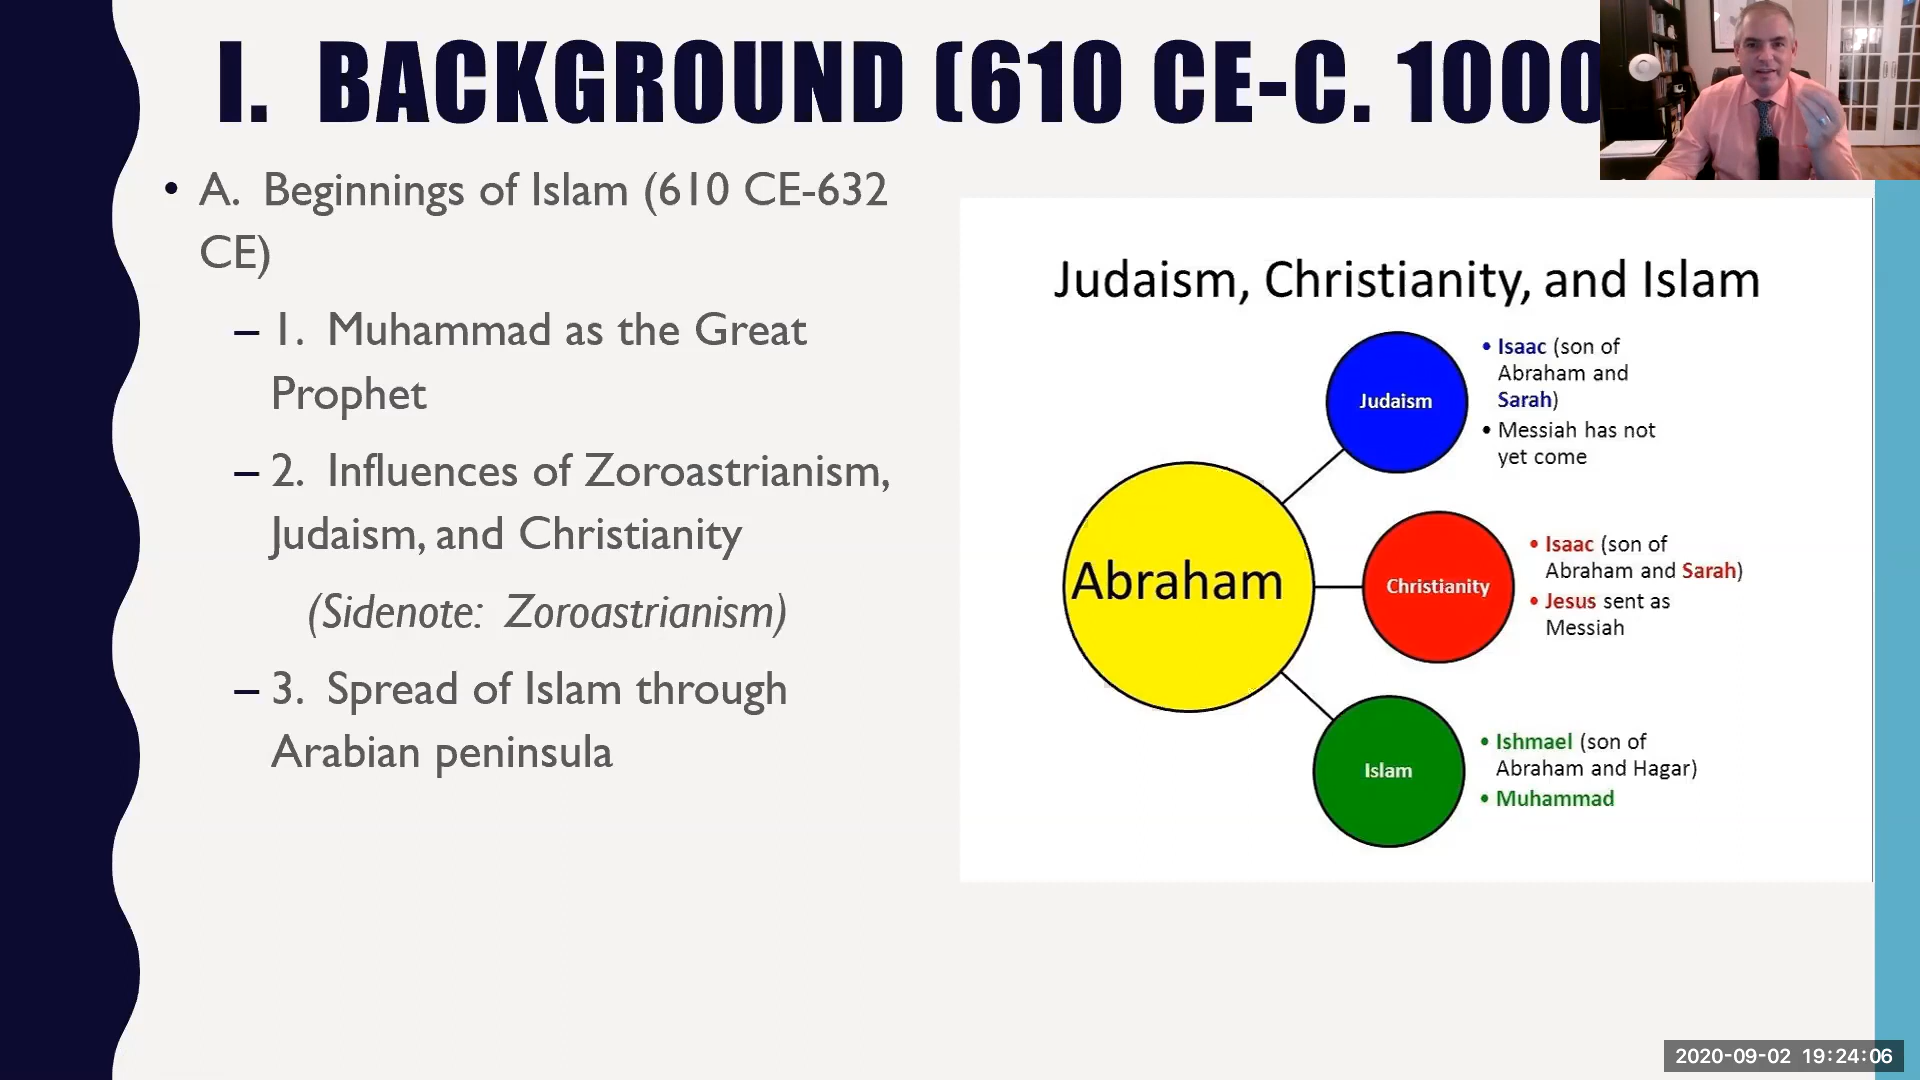 I. BACKGROUND (610 CE-C. 1000
• A. Beginnings of Islam (610 CE-632
CE)
– 1. Muhammad as the Great
Prophet
– 2. Influences of Zoroastrianism,
Judaism, and Christianity
(Sidenote: Zoroastrianism)
– 3. Spread of Islam through
Arabian peninsula
Judaism, Christianity, and Islam
Abraham
Judaism
• Isaac (son of
Abraham and
Sarah)
• Messiah has not
yet come
Christianity
• Isaac (son of
Abraham and Sarah)
• Jesus sent as
Messiah
Islam
• Ishmael (son of
Abraham and Hagar)
• Muhammad
2020-09-02 19:24:06